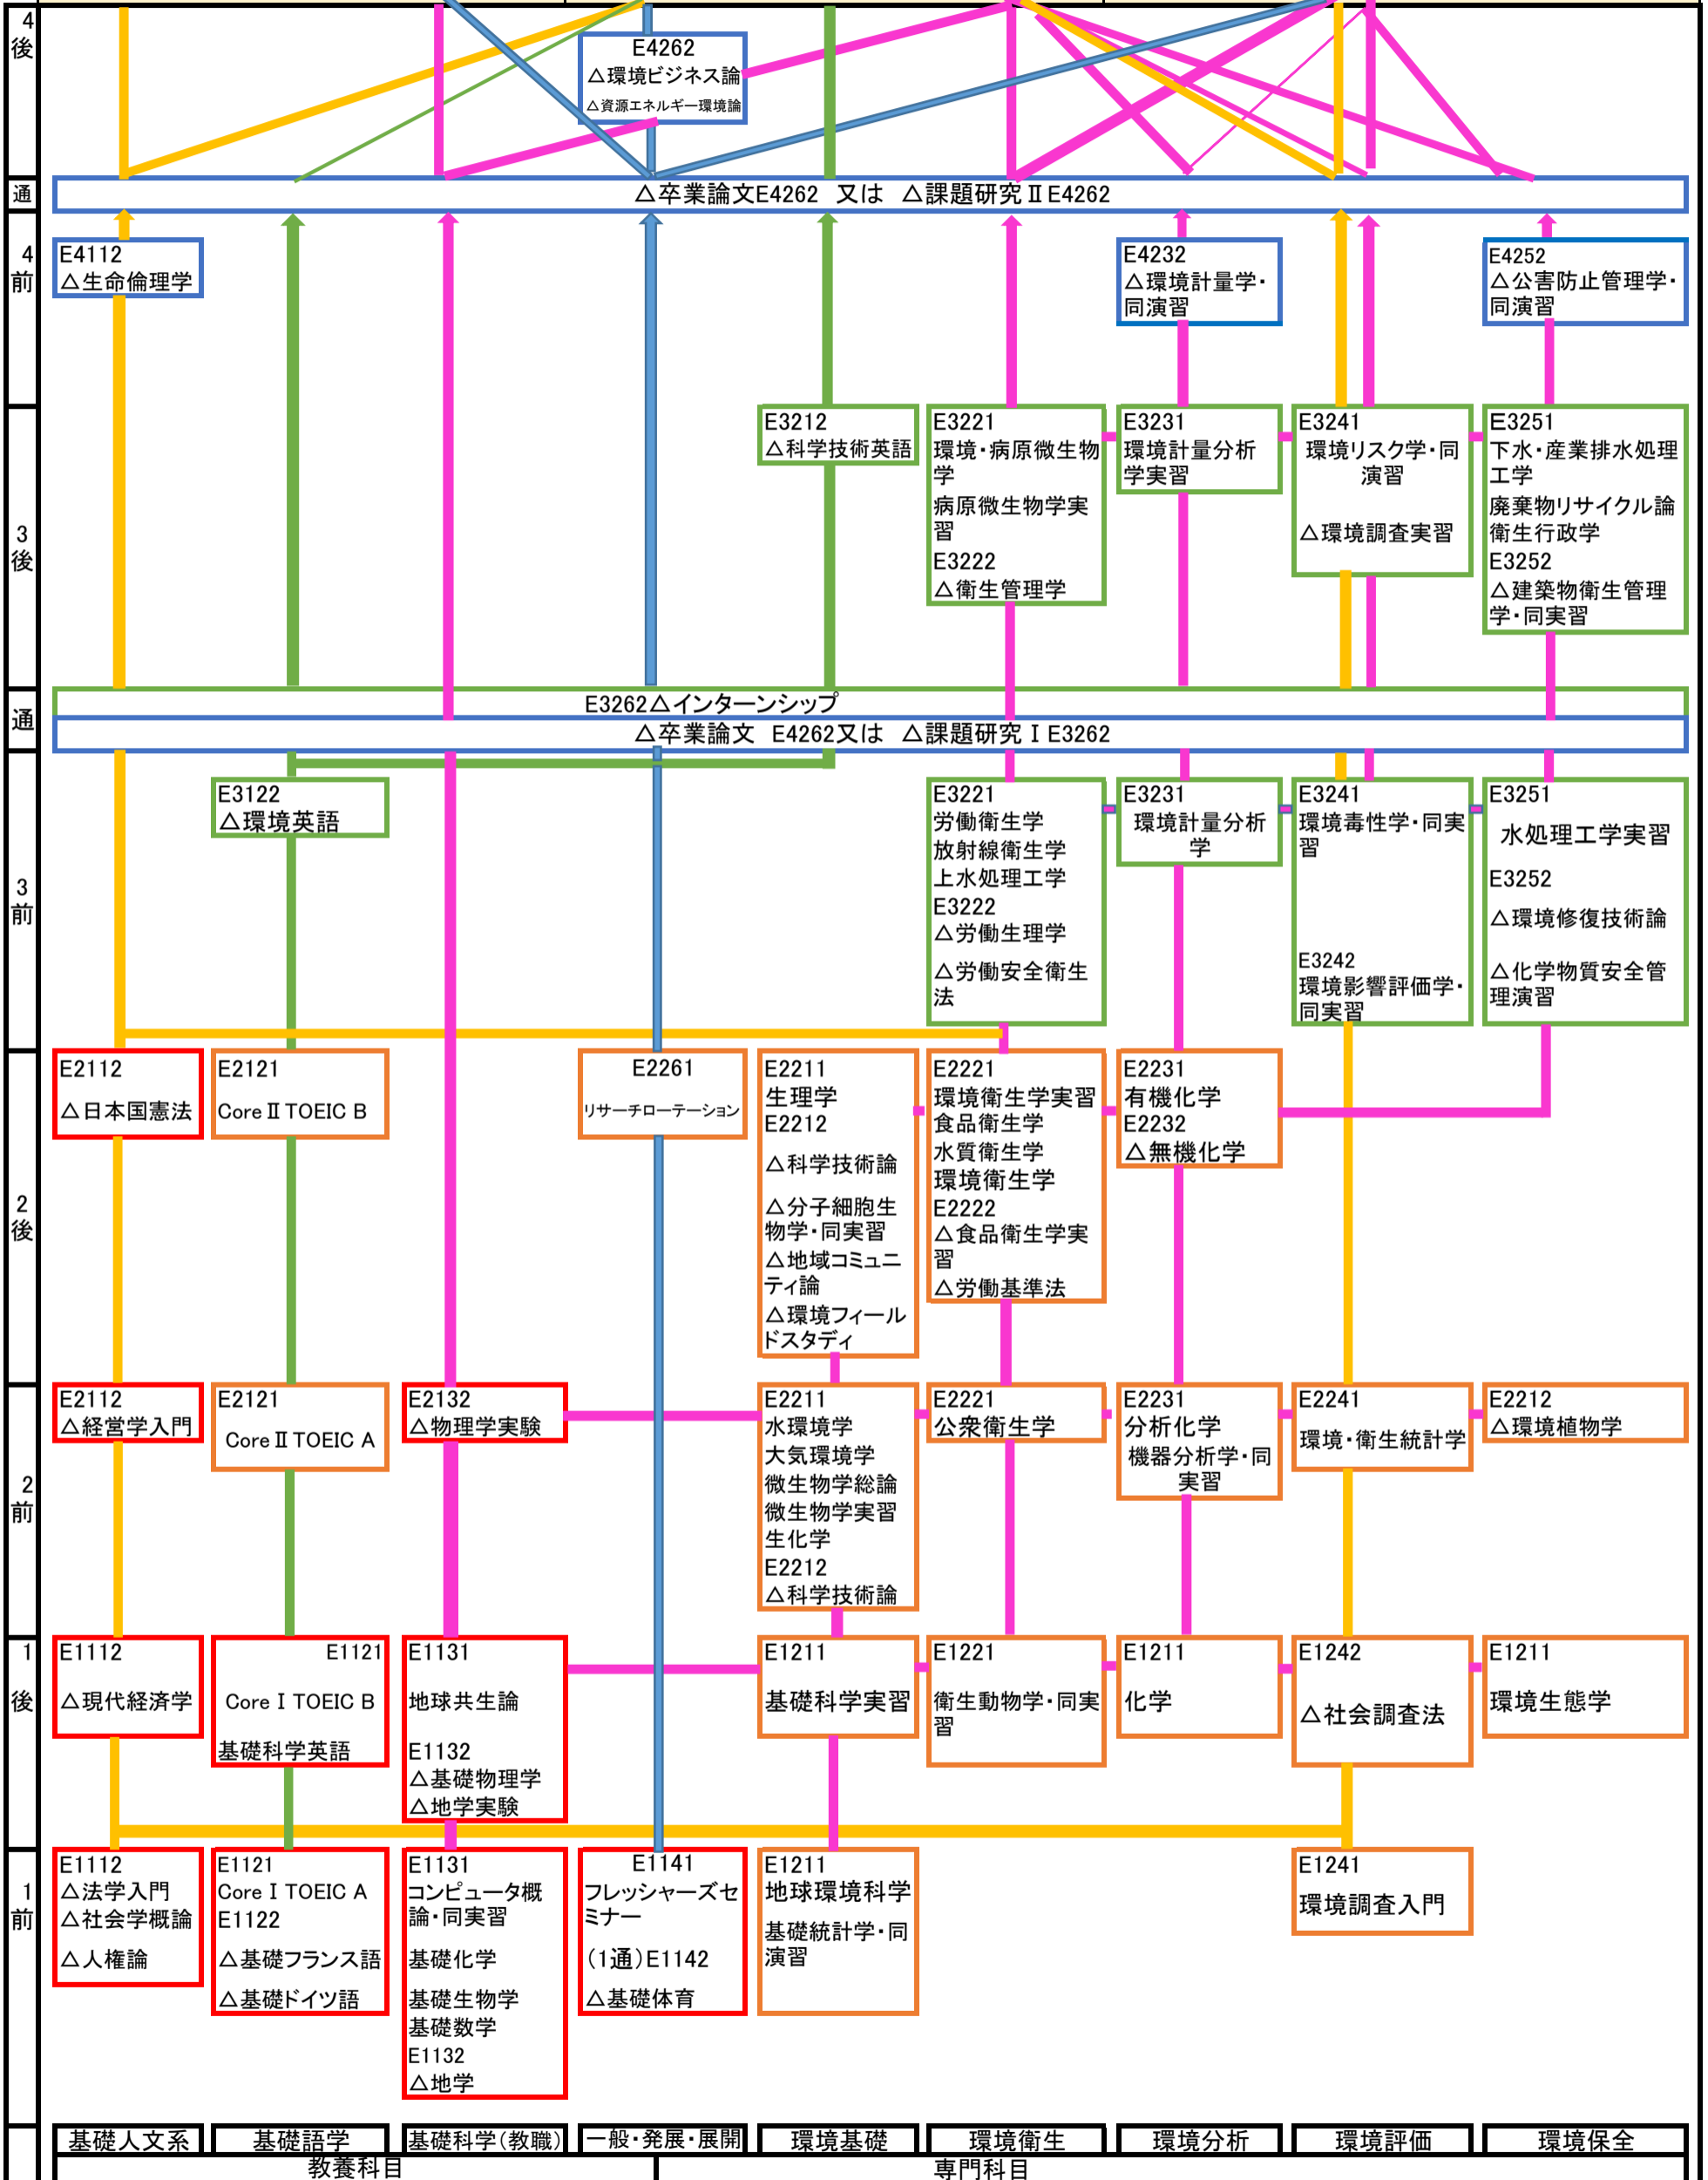 4
後
E4262
△環境ビジネス論
△資源エネルギー環境論
通
△卒業論文E4262 又は △課題研究ⅡE4262
4
前
E4112
△生命倫理学
E4232
△環境計量学・
同演習
E4252
△公害防止管理学・
同演習
3
後
E3212
△科学技術英語
E3221
環境・病原微生物
学
病原微生物学実
習
E3222
△衛生管理学
E3231
環境計量分析
学実習
E3241
環境リスク学・同
演習
△環境調査実習
E3251
下水・産業排水処理
工学
廃棄物リサイクル論
衛生行政学
E3252
△建築物衛生管理
学・同実習
通
E3262△インターンシップ
△卒業論文 E4262又は △課題研究ⅠE3262
3
前
E3122
△環境英語
E3221
労働衛生学
放射線衛生学
上水処理工学
E3222
△労働生理学
△労働安全衛生
法
E3231
環境計量分析
学
E3241
環境毒性学・同実
習
E3242
環境影響評価学・
同実習
E3251
水処理工学実習
E3252
△環境修復技術論
△化学物質安全管
理演習
2
後
E2112
△日本国憲法
E2121
CoreⅡTOEIC B
E2261
リサーチローテーション
E2211
生理学
E2212
△科学技術論
△分子細胞生
物学・同実習
△地域コミュニ
ティ論
△環境フィール
ドスタディ
E2221
環境衛生学実習
食品衛生学
水質衛生学
環境衛生学
E2222
△食品衛生学実
習
△労働基準法
E2231
有機化学
E2232
△無機化学
2
前
E2112
△経営学入門
E2121
CoreⅡTOEIC A
E2132
△物理学実験
E2211
水環境学
大気環境学
微生物学総論
微生物学実習
生化学
E2212
△科学技術論
E2221
公衆衛生学
E2231
分析化学
機器分析学・同
実習
E2241
環境・衛生統計学
E2212
△環境植物学
1
後
E1112
△現代経済学
E1121
CoreⅠTOEIC B
基礎科学英語
E1131
地球共生論
E1132
△基礎物理学
△地学実験
E1211
基礎科学実習
E1221
衛生動物学・同実
習
E1211
化学
E1242
△社会調査法
E1211
環境生態学
1
前
E1112
△法学入門
△社会学概論
△人権論
E1121
CoreⅠTOEIC A
E1122
△基礎フランス語
△基礎ドイツ語
E1131
コンピュータ概
論・同実習
基礎化学
基礎生物学
基礎数学
E1132
△地学
E1141
フレッシャーズセ
ミナー
(1通)E1142
△基礎体育
E1211
地球環境科学
基礎統計学・同
演習
E1241
環境調査入門
基礎人文系 基礎語学 基礎科学(教職) 一般・発展・展開 環境基礎 環境衛生 環境分析 環境評価 環境保全
教養科目 専門科目